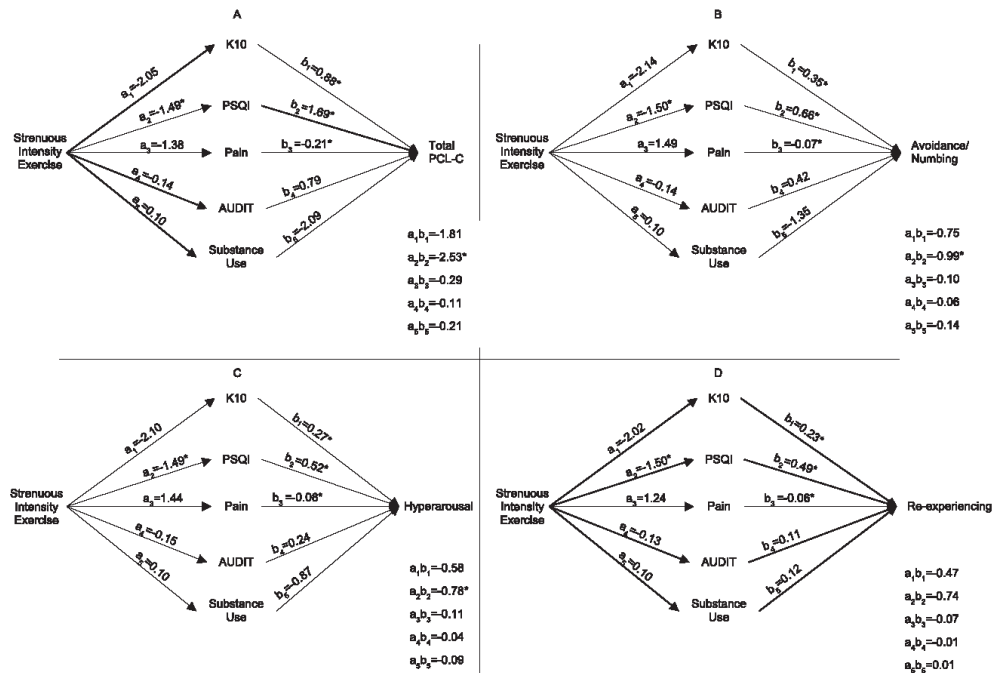 A
K10
a1=-2.05
b1=0.88*
PSQI
a2=-1.49*
b2=1.69*
Strenuous
Intensity
Exercise
a3=-1.38
Pain
b3=-0.21*
Total
PCL-C
a4=-0.14
AUDIT
b4=0.79
a5=0.10
Substance
Use
b5=-2.09
a1b1=-1.81
a2b2=-2.53*
a3b3=-0.29
a4b4=-0.11
a5b5=-0.21
B
K10
a1=-2.14
b1=0.35*
PSQI
a2=-1.50*
b2=0.66*
Strenuous
Intensity
Exercise
a3=1.49
Pain
b3=-0.07*
Avoidance/
Numbing
a4=-0.14
AUDIT
b4=0.42
a5=0.10
Substance
Use
b5=-1.35
a1b1=-0.75
a2b2=-0.99*
a3b3=-0.10
a4b4=-0.06
a5b5=-0.14
C
K10
a1=-2.10
b1=0.27*
PSQI
a2=-1.49*
b2=0.52*
Strenuous
Intensity
Exercise
a3=1.44
Pain
b3=-0.08*
Hyperarousal
a4=-0.15
AUDIT
b4=0.24
a5=0.10
Substance
Use
b5=-0.87
a1b1=-0.58
a2b2=-0.78*
a3b3=-0.11
a4b4=-0.04
a5b5=-0.09
D
K10
a1=-2.02
b1=0.23*
PSQI
a2=-1.50*
b2=0.49*
Strenuous
Intensity
Exercise
a3=1.24
Pain
b3=-0.06*
Re-experiencing
a4=-0.13
AUDIT
b4=0.11
a5=0.10
Substance
Use
b5=0.12
a1b1=-0.47
a2b2=-0.74
a3b3=-0.07
a4b4=-0.01
a5b5=0.01